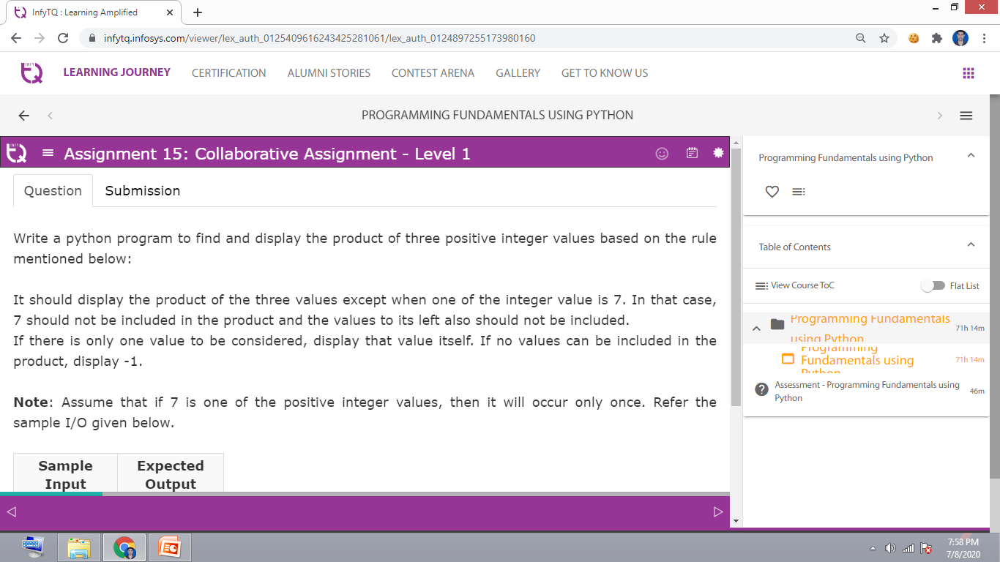 InfyTQ : Learning Amplified
infytq.infosys.com/viewer/lex_auth_0125409616243425281061/lex_auth_0124897255173980160
INFY TQ
LEARNING JOURNEY CERTIFICATION ALUMNI STORIES CONTEST ARENA GALLERY GET TO KNOW US
PROGRAMMING FUNDAMENTALS USING PYTHON
INFY TQ Assignment 15: Collaborative Assignment - Level 1
Question Submission
Write a python program to find and display the product of three positive integer values based on the rule
mentioned below:
It should display the product of the three values except when one of the integer value is 7. In that case,
7 should not be included in the product and the values to its left also should not be included.
If there is only one value to be considered, display that value itself. If no values can be included in the
product, display -1.
Note: Assume that if 7 is one of the positive integer values, then it will occur only once. Refer the
sample I/O given below.
Sample
Input
Expected
Output
Programming Fundamentals using Python
Table of Contents
View Course ToC Flat List
Programming Fundamentals
using Python
71h 14m
Programming
Fundamentals using
Python
71h 14m
Assessment - Programming Fundamentals using
Python
46m
7:58 PM
7/8/2020